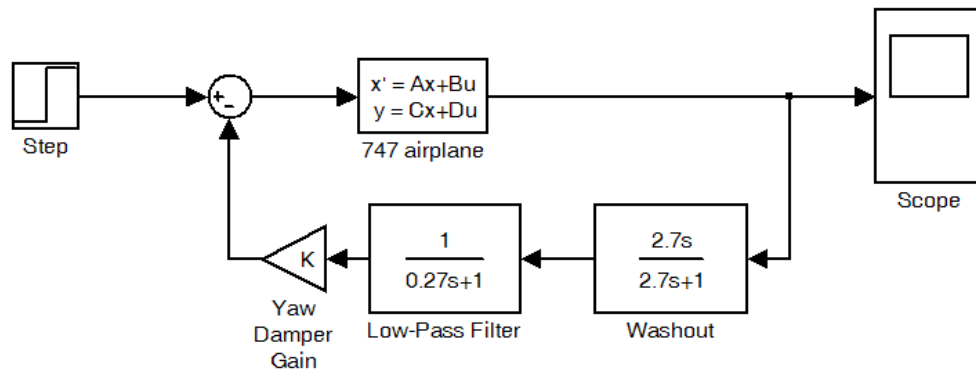 Step
+
-
x' = Ax+Bu
y = Cx+Du
747 airplane
Scope
K
Yaw
Damper
Gain
1
0.27s+1
Low-Pass Filter
2.7s
2.7s+1
Washout